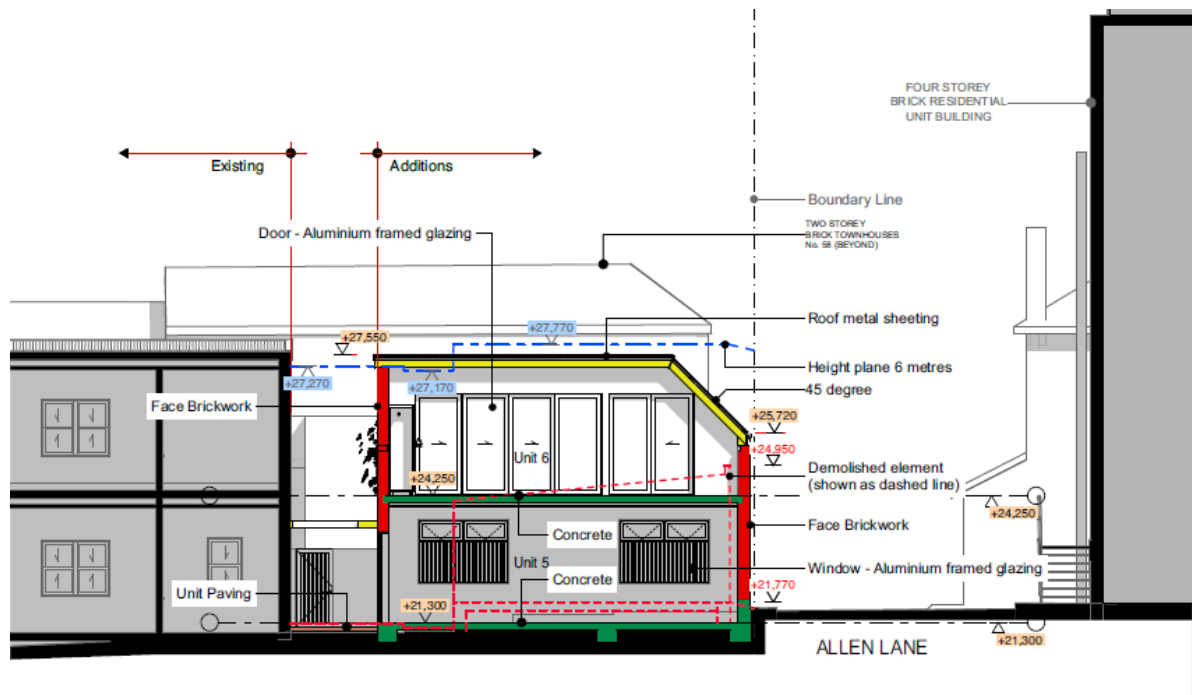 FOUR STOREY
BRICK RESIDENTIAL
UNIT BUILDING
Existing
Additions
Boundary Line
TWO STOREY
BRICK TOWNHOUSES
No. 58 (BEYOND)
Door - Aluminium framed glazing
+27,770
Roof metal sheeting
+27,550
Height plane 6 metres
+27,270
+27,170
45 degree
Face Brickwork
+25,720
+24,950
Unit 6
Demolished element
(shown as dashed line)
+24,250
+24,250
Face Brickwork
Concrete
Unit 5
Window - Aluminium framed glazing
Concrete
+21,770
Unit Paving
+21,300
+21,300
ALLEN LANE